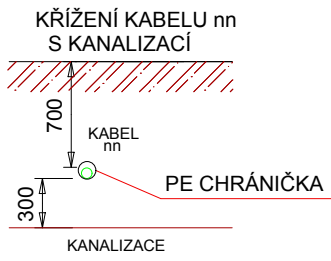 KŘÍŽENÍ KABELU nn
S KANALIZACÍ
700
KABEL
nn
PE CHRÁNIČKA
300
KANALIZACE